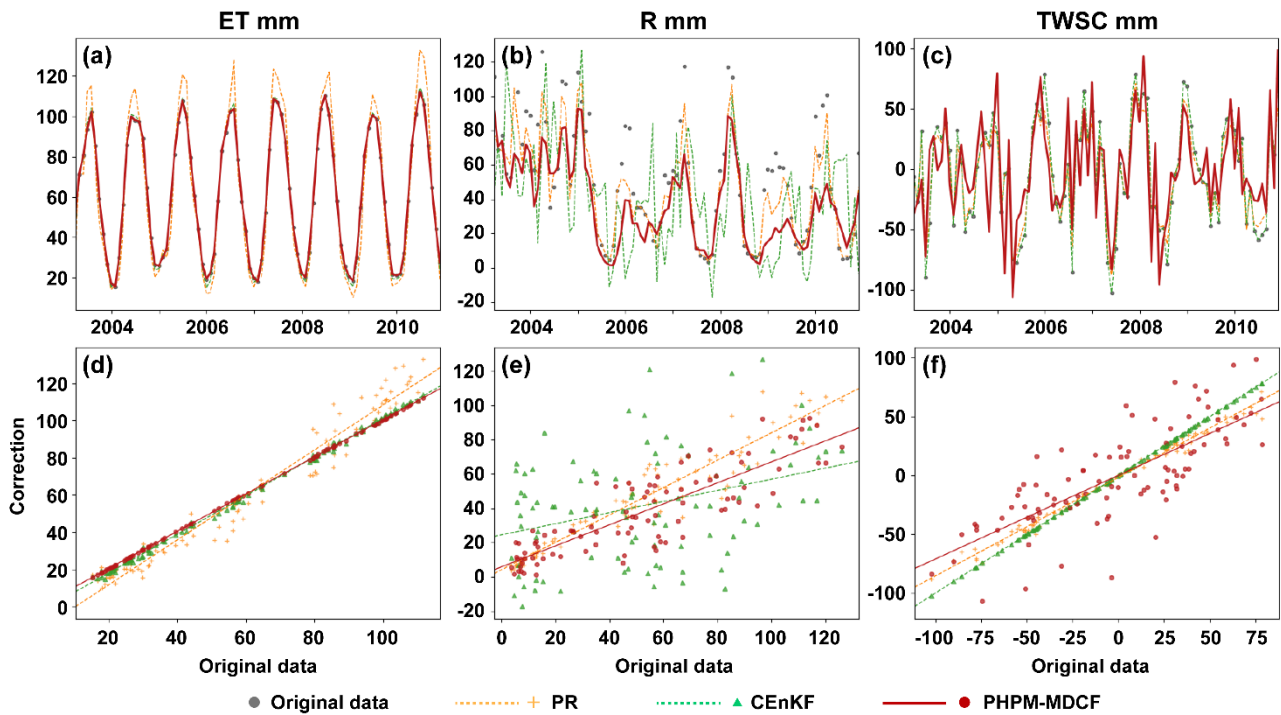 ET mm R mm TWSC mm
(a) (b) (c)
120 100 80 60 40 20
120 100 80 60 40 20 0 -20
100 50 0 -50 -100
2004 2006 2008 2010
2004 2006 2008 2010
2004 2006 2008 2010
(d) (e) (f)
Correction
120 100 80 60 40 20 0
120 100 80 60 40 20 0 -20
100 50 0 -50 -100
20 40 60 80 100
0 20 40 60 80 100 120
-100 -75 -50 -25 0 25 50 75
Original data Original data Original data
Original data PR CEnKF PHPM-MDCF